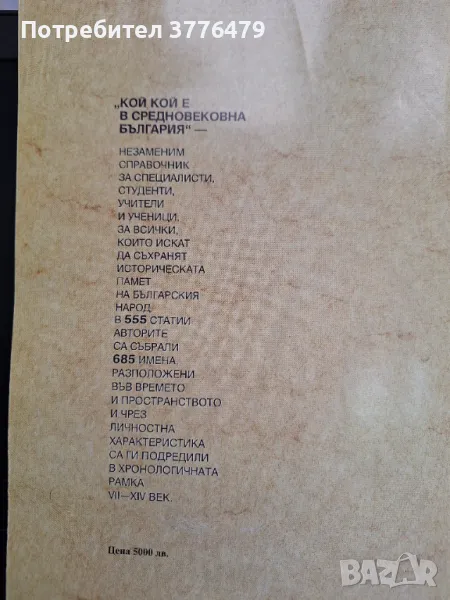 Потребител 3776479
„КОЙ КОЙ Е
В СРЕДНОВЕКОВНА
БЪЛГАРИЯ" —
НЕЗАМЕНИМ
СПРАВОЧНИК
ЗА СПЕЦИАЛИСТИ,
СТУДЕНТИ,
УЧИТЕЛИ
И УЧЕНИЦИ,
ЗА ВСИЧКИ,
КОИТО ИСКАТ
ДА СЪХРАНЯТ
ИСТОРИЧЕСКАТА
ПАМЕТ
НА БЪЛГАРСКИЯ
НАРОД.
В 555 СТАТИИ
АВТОРИТЕ
СА СЪБРАЛИ
685 ИМЕНА,
РАЗПОЛОЖЕНИ
ВЪВ ВРЕМЕТО
И ПРОСТРАНСТВОТО
И ЧРЕЗ
ЛИЧНОСТНА
ХАРАКТЕРИСТИКА
СА ГИ ПОДРЕДИЛИ
В ХРОНОЛОГИЧНАТА
РАМКА
VII—XIV ВЕК.
Цена 5000 лв.
bazar